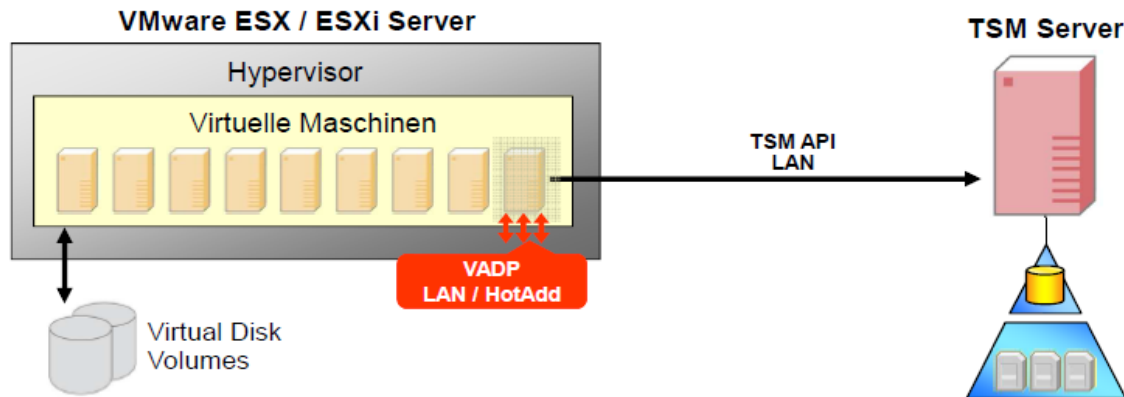 VMware ESX / ESXi Server
TSM Server
Hypervisor
Virtuelle Maschinen
TSM API
LAN
VADP
LAN / HotAdd
Virtual Disk
Volumes